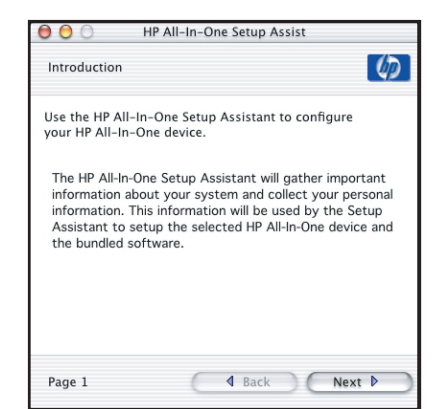 HP All-In-One Setup Assist
Introduction
hp
Use the HP All-In-One Setup Assistant to configure
your HP All-In-One device.
The HP All-In-One Setup Assistant will gather important
information about your system and collect your personal
information. This information will be used by the Setup
Assistant to setup the selected HP All-In-One device and
the bundled software.
Page 1
Back
Next